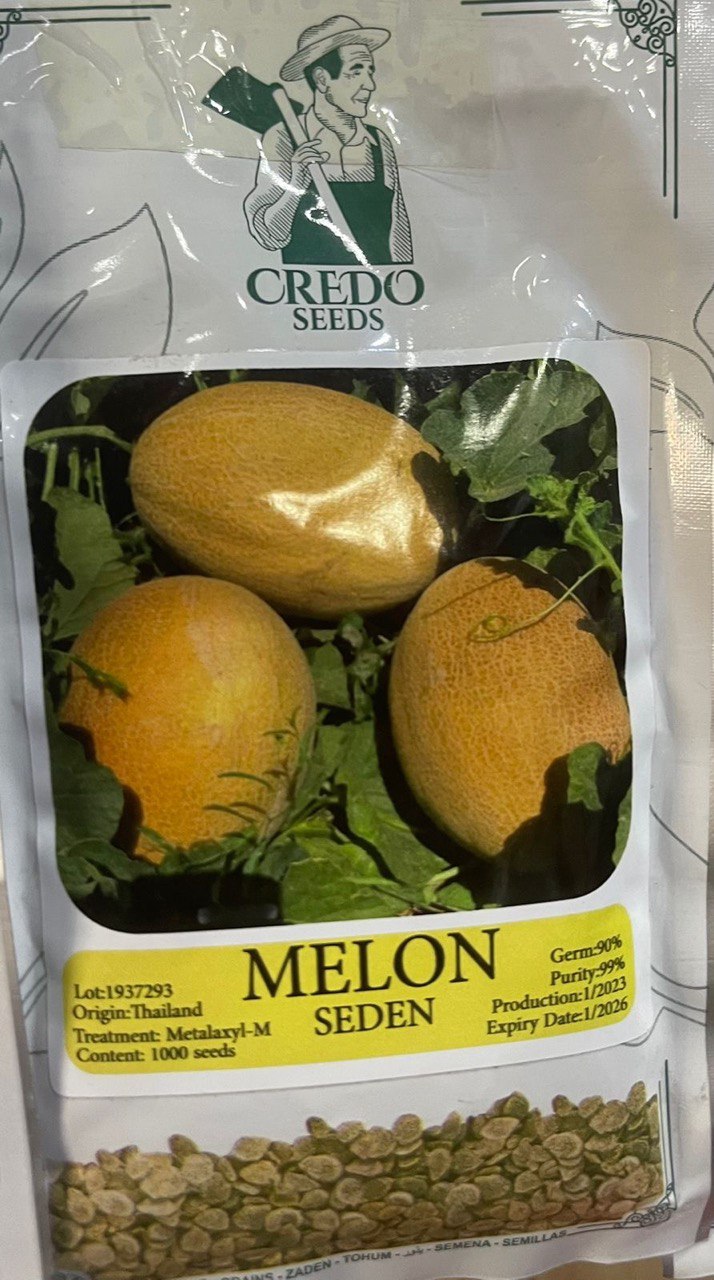 CREDO
SEEDS
MELON
SEDEN
Lot:1937293
Origin:Thailand
Treatment: Metalaxyl-M
Content: 1000 seeds
Germ:90%
Purity:99%
Production:1/2023
Expiry Date:1/2026
ZADEN - TOHUM - بذور - SEMENA - SEMILLAS